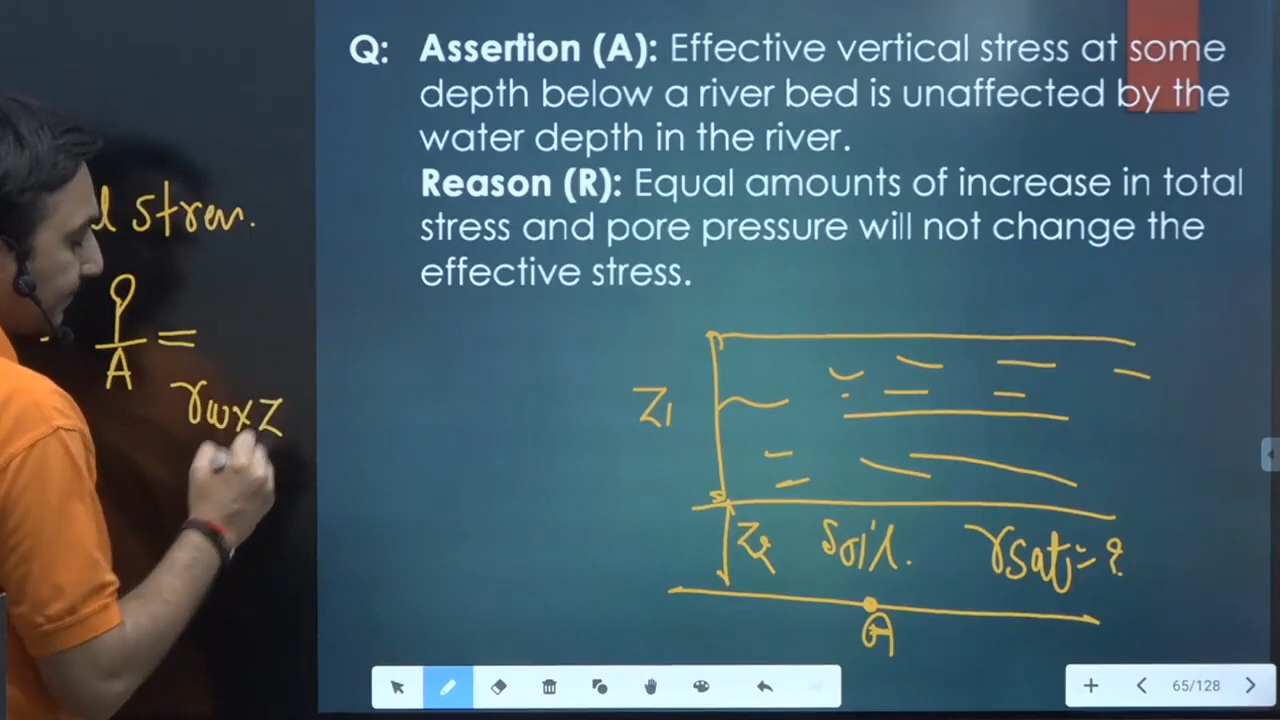 Q: Assertion (A): Effective vertical stress at some
depth below a river bed is unaffected by the
water depth in the river.
Reason (R): Equal amounts of increase in total
stress and pore pressure will not change the
effective stress.
stress.
P/A =
γw×Z
Z1
Z2 Soil. γsat = ?
A
65/128